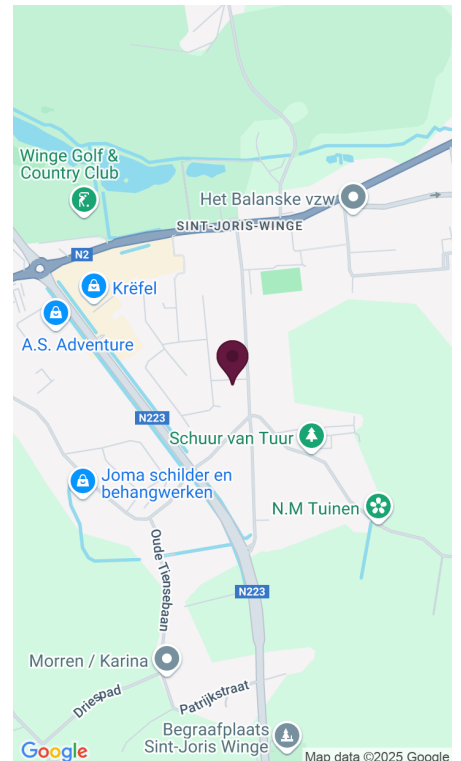 Winge Golf &
Country Club
Het Balanske vzw
SINT-JORIS-WINGE
N2
Krëfel
A.S. Adventure
N223
Schuur van Tuur
Joma schilder en
behangwerken
N.M Tuinen
Oude Tiensebaan
N223
Morren / Karina
Driespad
Patrijkstraat
Begraafplaats
Sint-Joris Winge
Google
Map data ©2025 Google